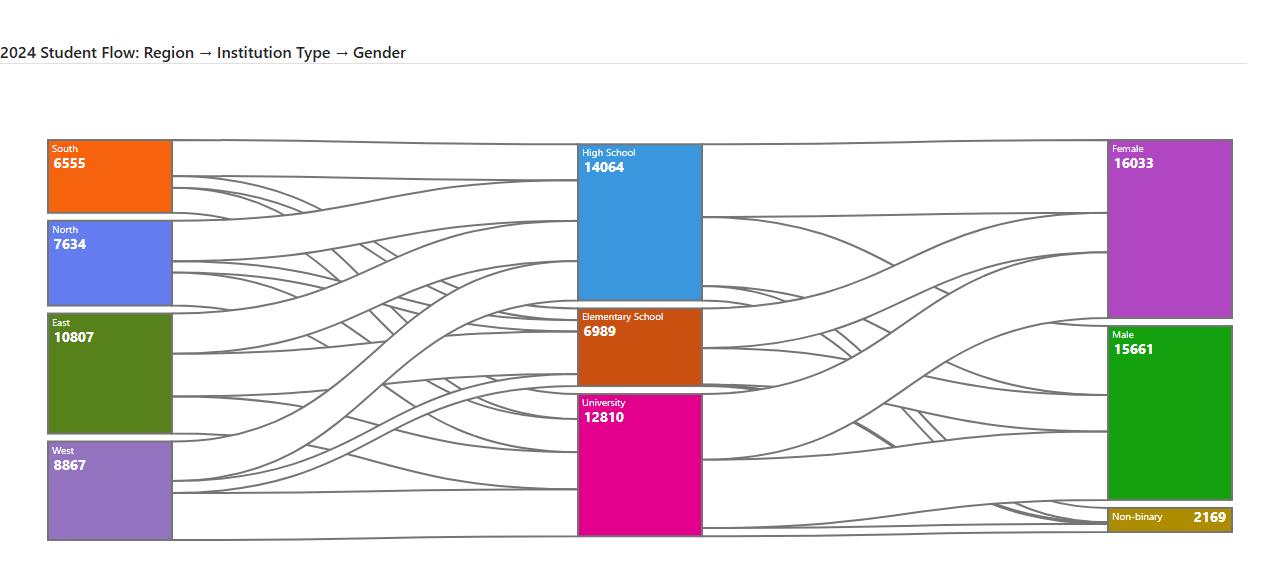 2024 Student Flow: Region → Institution Type → Gender
South
6555
North
7634
East
10807
West
8867
High School
14064
Elementary School
6989
University
12810
Female
16033
Male
15661
Non-binary 2169